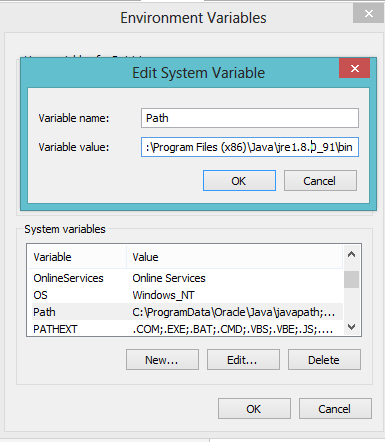 Environment Variables
Edit System Variable
Variable name: Path
Variable value: :\Program Files (x86)\Java\jre1.8.0_91\bin
OK Cancel
System variables
Variable Value
OnlineServices Online Services
OS Windows_NT
Path C:\ProgramData\Oracle\Java\javapath;...
PATHEXT .COM;.EXE;.BAT;.CMD;.VBS;.VBE;.JS;....
New... Edit... Delete
OK Cancel